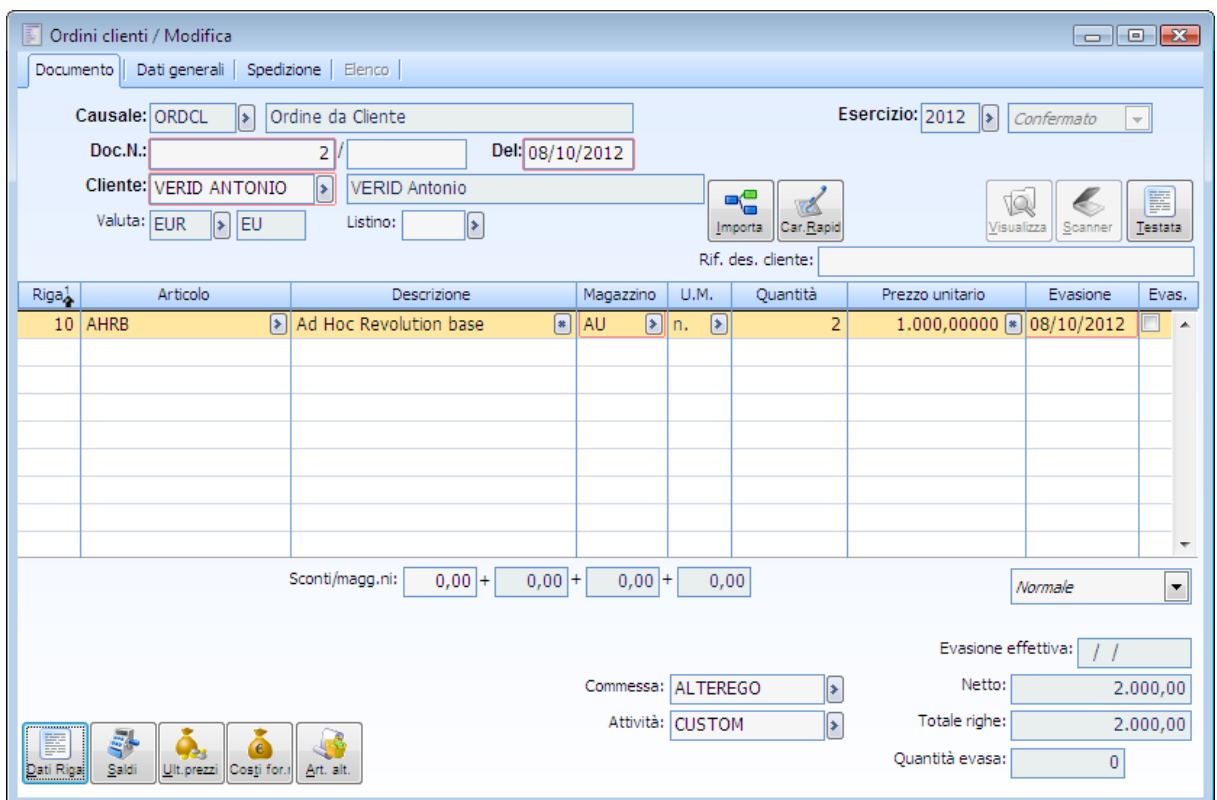 Ordini clienti / Modifica
Documento Dati generali Spedizione Elenco
Causale: ORDCL Ordine da Cliente Esercizio: 2012 Confermato
Doc.N.: 2 / Del: 08/10/2012
Cliente: VERID ANTONIO VERID Antonio
Valuta: EUR EU Listino:
Importa Car.Rapid Visualizza Scanner Testata
Rif. des. cliente:
Riga 1 Articolo Descrizione Magazzino U.M. Quantità Prezzo unitario Evasione Evas.
10 AHRB Ad Hoc Revolution base AU n. 2 1.000,00000 08/10/2012
Sconti/magg.ni: 0,00 + 0,00 + 0,00 + 0,00 Normale
Evasione effettiva: / /
Commessa: ALTEREGO Netto: 2.000,00
Attività: CUSTOM Totale righe: 2.000,00
Quantità evasa: 0
Dati Riga Saldi Ult.prezzi Costi for. Art. alt.